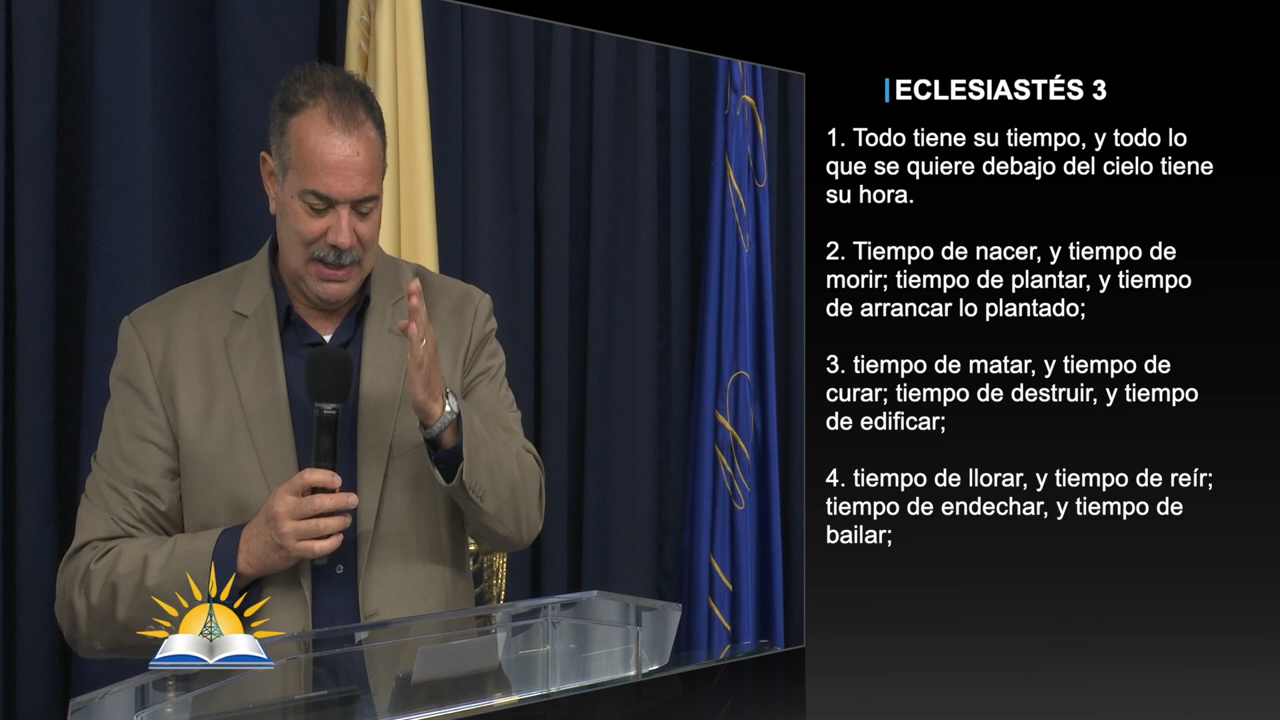 ECLESIASTÉS 3
1. Todo tiene su tiempo, y todo lo
que se quiere debajo del cielo tiene
su hora.
2. Tiempo de nacer, y tiempo de
morir; tiempo de plantar, y tiempo
de arrancar lo plantado;
3. tiempo de matar, y tiempo de
curar; tiempo de destruir, y tiempo
de edificar;
4. tiempo de llorar, y tiempo de reír;
tiempo de endechar, y tiempo de
bailar;